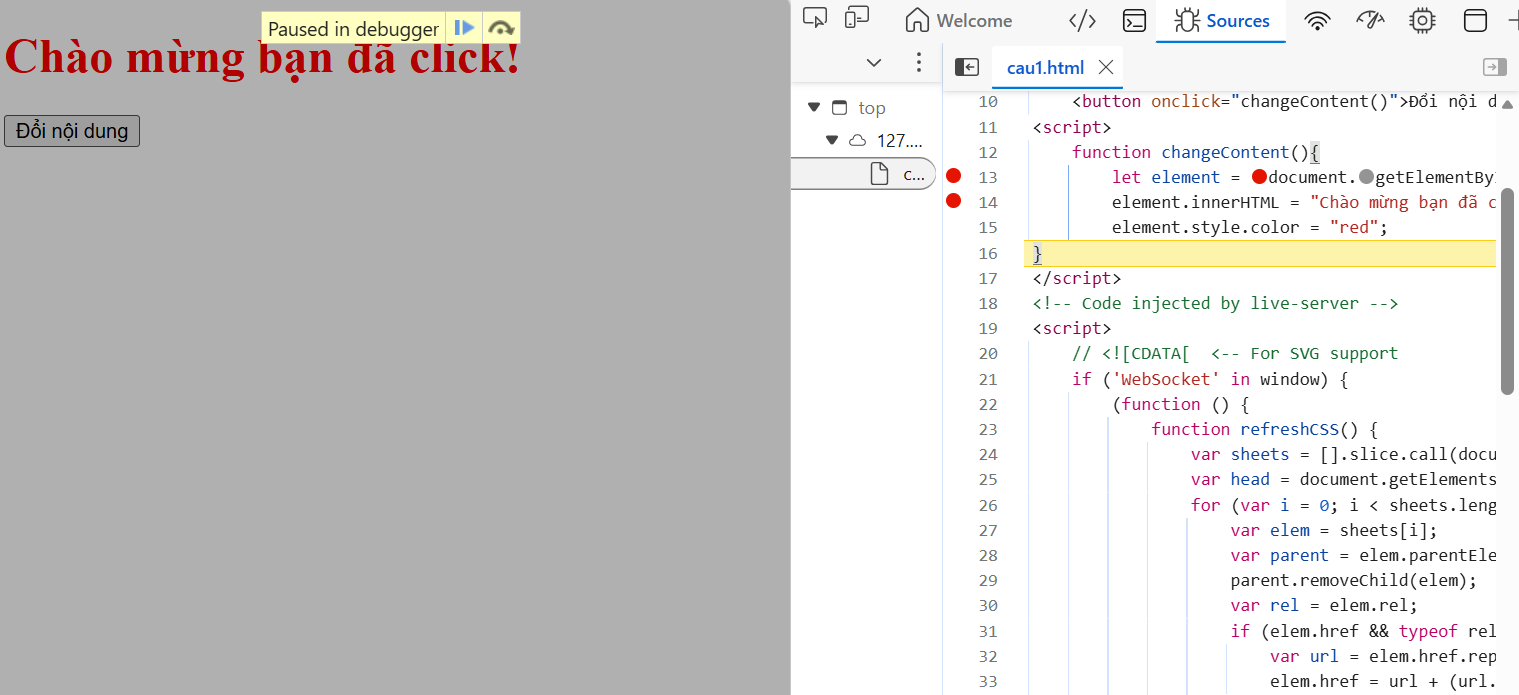 Paused in debugger
Chào mừng bạn đã click!
Đổi nội dung
Welcome
Sources
cau1.html
top
127....
c...
10 <button onclick="changeContent()">Đổi nội d
11 <script>
12 function changeContent(){
13 let element = document.getElementBy
14 element.innerHTML = "Chào mừng bạn đã c
15 element.style.color = "red";
16 }
17 </script>
18 <!-- Code injected by live-server -->
19 <script>
20 // <![CDATA[  <-- For SVG support
21 if ('WebSocket' in window) {
22 (function () {
23 function refreshCSS() {
24 var sheets = [].slice.call(docu
25 var head = document.getElements
26 for (var i = 0; i < sheets.leng
27 var elem = sheets[i];
28 var parent = elem.parentEle
29 parent.removeChild(elem);
30 var rel = elem.rel;
31 if (elem.href && typeof rel
32 var url = elem.href.rep
33 elem.href = url + (url.